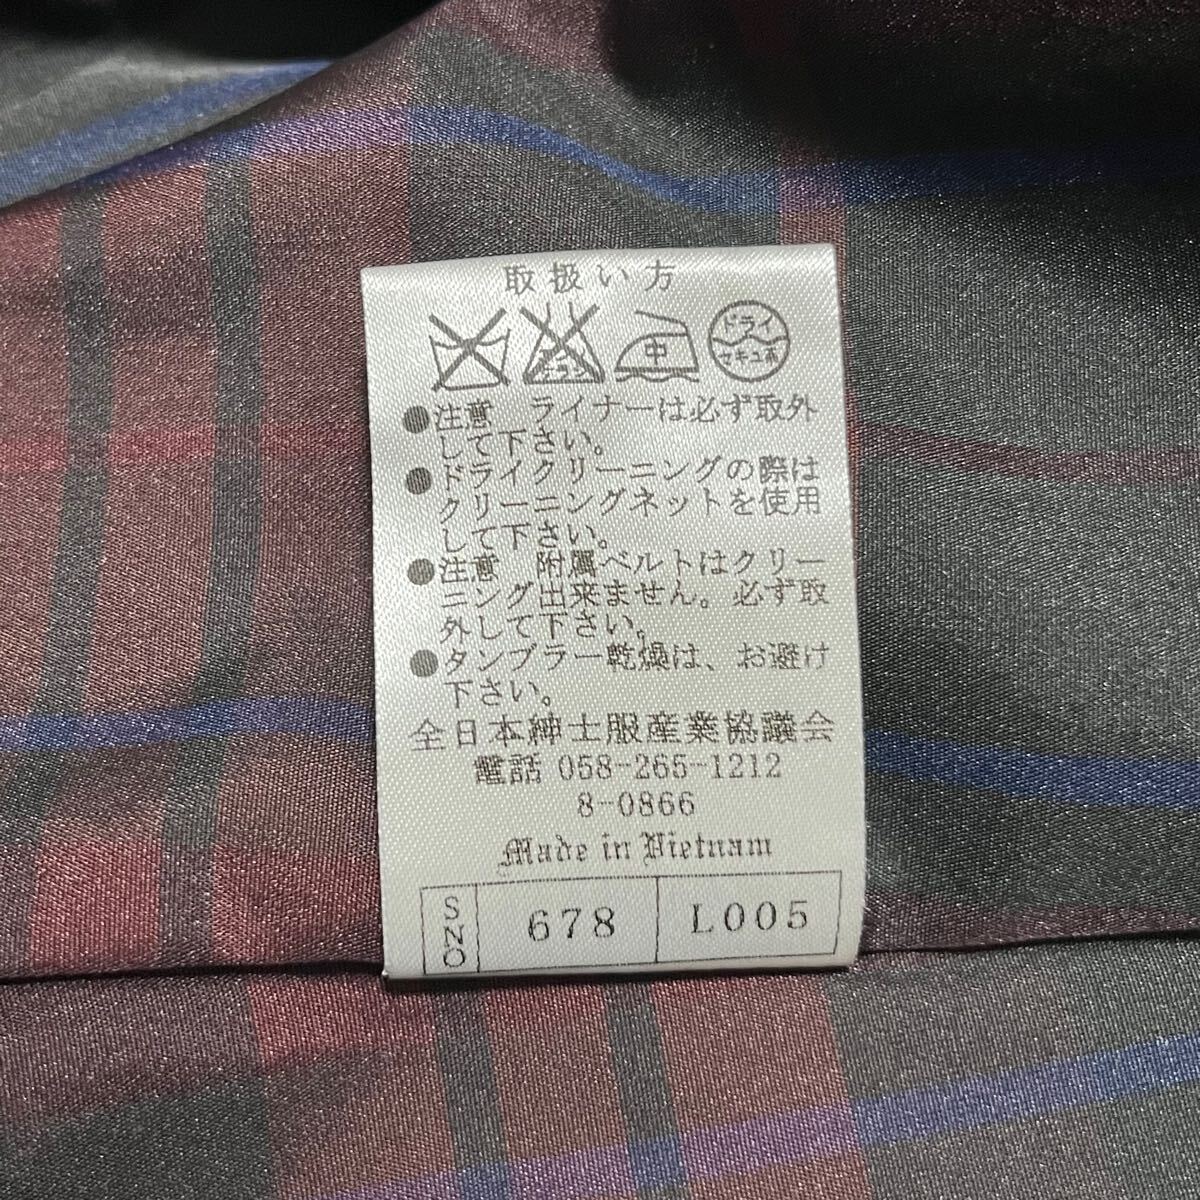 取扱い方
エンソ サラシ 中 ドライ セキユ系
●注意　ライナーは必ず取外
して下さい。
●ドライクリーニングの際は
クリーニングネットを使用
して下さい。
●注意　附属ベルトはクリー
ニング出来ません。必ず取
外して下さい。
●タンブラー乾燥は、お避け
下さい。
全日本紳士服産業協議会
電話 058-265-1212
8-0866
Made in Vietnam
SNO 678 L005